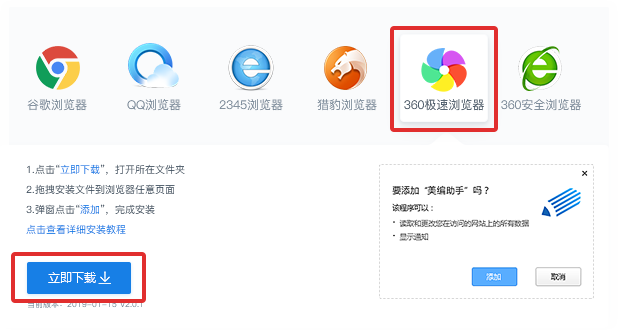 谷歌浏览器 QQ浏览器 2345浏览器 猎豹浏览器 360极速浏览器 360安全浏览器
1.点击“立即下载”，打开所在文件夹
2.拖拽安装文件到浏览器任意页面
3.弹窗点击“添加”，完成安装
点击查看详细安装教程
立即下载
当前版本：2019-01-15 v2.0.1
要添加“美编助手”吗？
该程序可以：
· 读取和更改您在访问的网站上的所有数据
· 显示通知
添加 取消